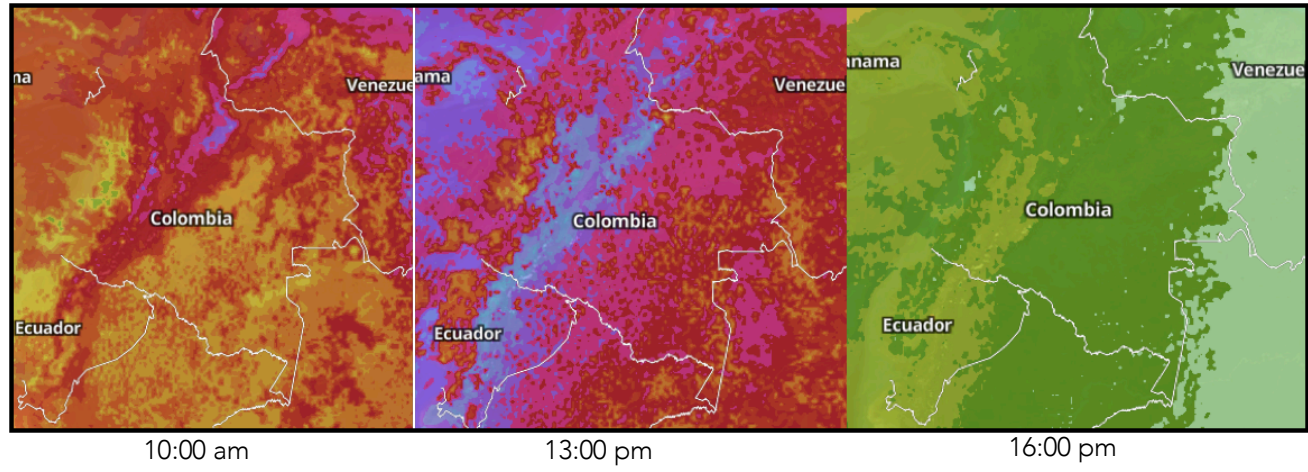 na
Venezue
Colombia
Ecuador
ama
Venezue
Colombia
Ecuador
anama
Venezue
Colombia
Ecuador
10:00 am
13:00 pm
16:00 pm